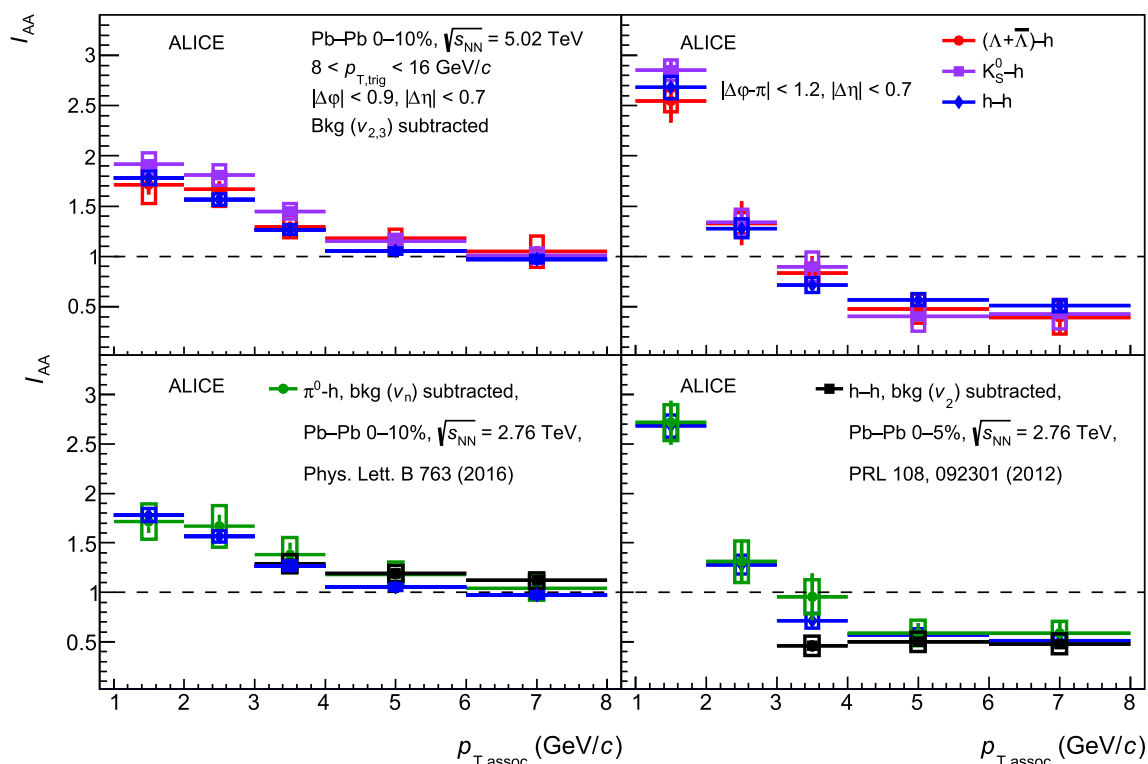 I_AA
3
2.5
2
1.5
1
0.5
ALICE
Pb–Pb 0–10%, √s_NN = 5.02 TeV
8 < p_T,trig < 16 GeV/c
|Δφ| < 0.9, |Δη| < 0.7
Bkg (v_2,3) subtracted
ALICE
|Δφ-π| < 1.2, |Δη| < 0.7
(Λ+Λ̅)–h
K⁰_S–h
h–h
I_AA
3
2.5
2
1.5
1
0.5
ALICE
π⁰-h, bkg (v_n) subtracted,
Pb–Pb 0–10%, √s_NN = 2.76 TeV,
Phys. Lett. B 763 (2016)
ALICE
h–h, bkg (v_2) subtracted,
Pb–Pb 0–5%, √s_NN = 2.76 TeV,
PRL 108, 092301 (2012)
1 2 3 4 5 6 7 8
1 2 3 4 5 6 7 8
p_T,assoc (GeV/c)
p_T,assoc (GeV/c)